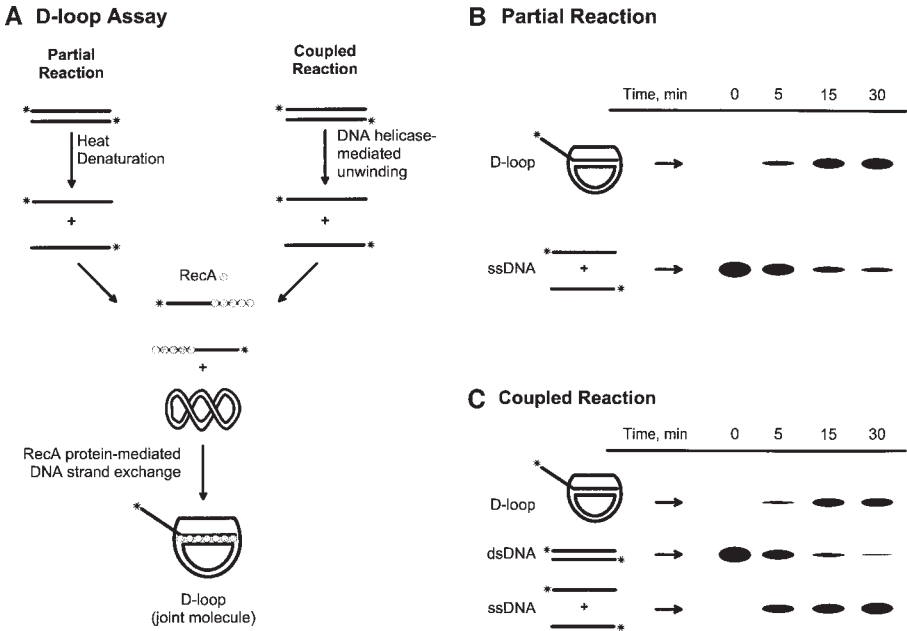 A D-loop Assay
Partial
Reaction
Coupled
Reaction
Heat
Denaturation
DNA helicase-
mediated
unwinding
+
+
RecA
+
RecA protein-mediated
DNA strand exchange
D-loop
(joint molecule)
B Partial Reaction
Time, min 0 5 15 30
D-loop
ssDNA
+
C Coupled Reaction
Time, min 0 5 15 30
D-loop
dsDNA
ssDNA
+